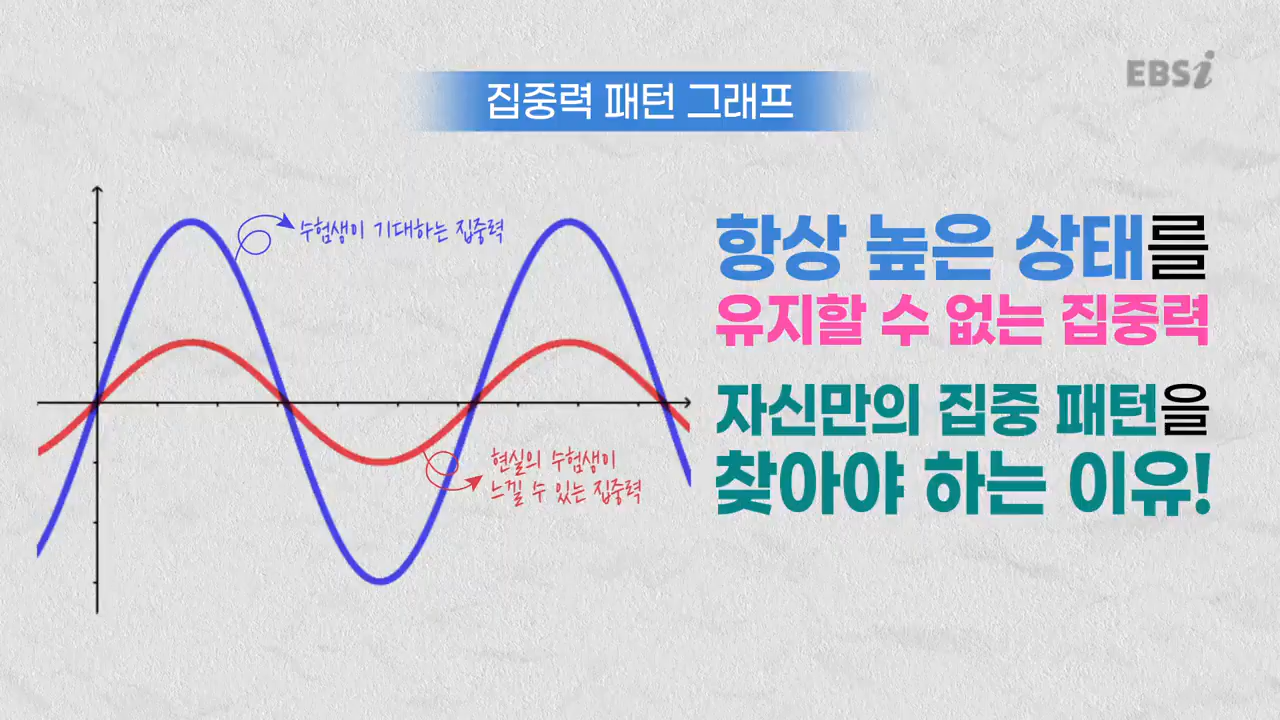 EBSi
집중력 패턴 그래프
수험생이 기대하는 집중력
현실의 수험생이
느낄 수 있는 집중력
항상 높은 상태를
유지할 수 없는 집중력
자신만의 집중 패턴을
찾아야 하는 이유!